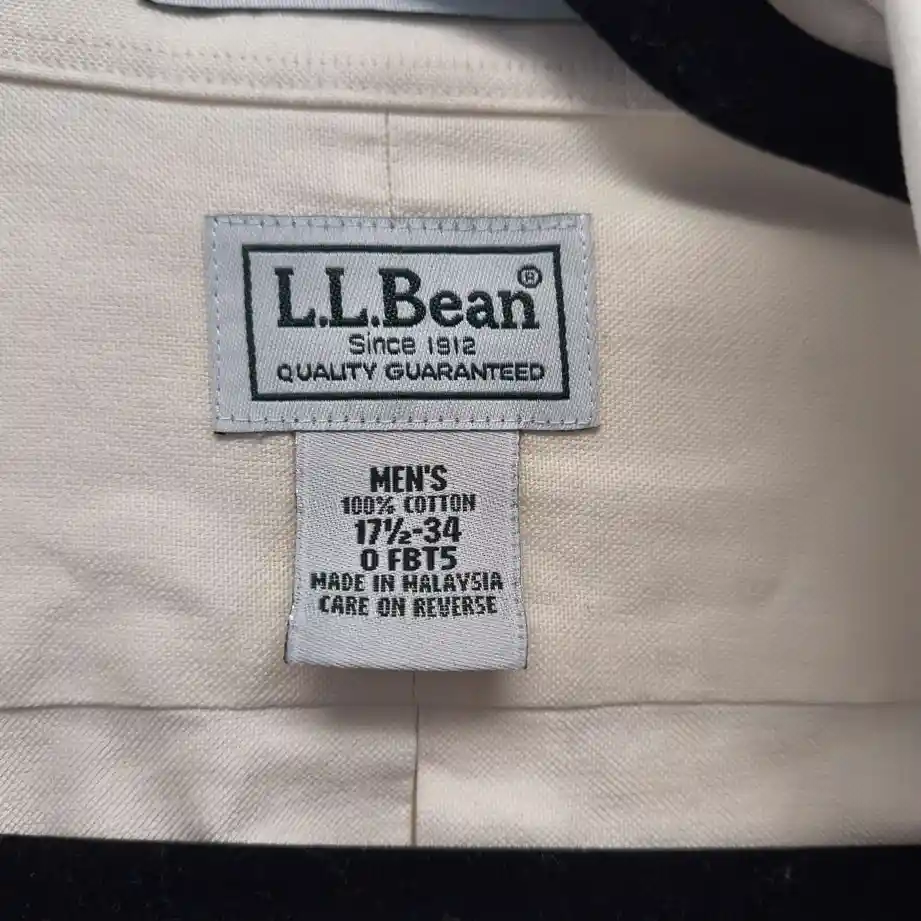 L.L.Bean®
Since 1912
QUALITY GUARANTEED
MEN'S
100% COTTON
17½-34
0 FBT5
MADE IN MALAYSIA
CARE ON REVERSE